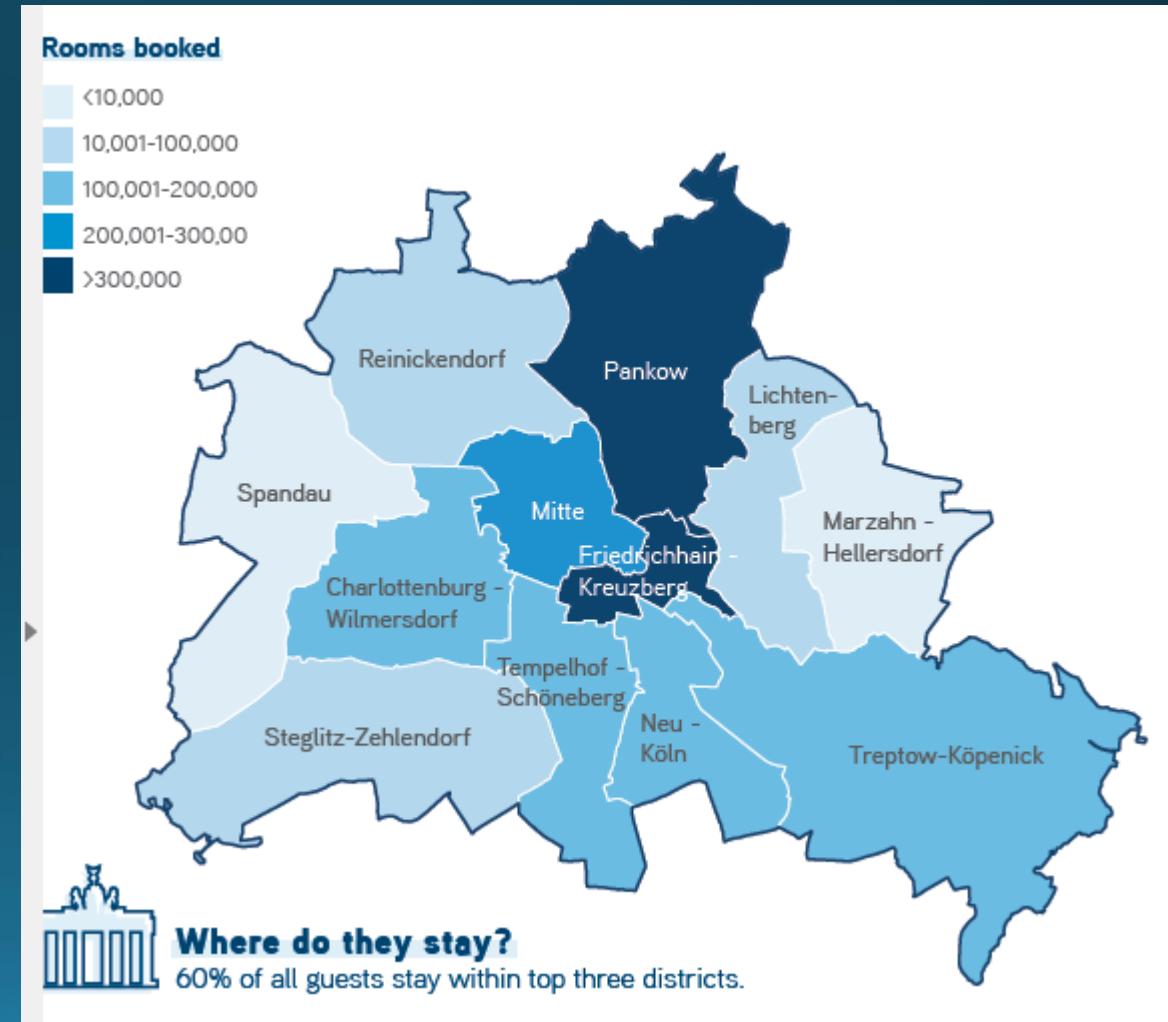 Rooms booked
<10,000
10,001-100,000
100,001-200,000
200,001-300,00
>300,000
Reinickendorf
Pankow
Lichten-
berg
Spandau
Mitte
Marzahn -
Hellersdorf
Friedrichhain -
Kreuzberg
Charlottenburg -
Wilmersdorf
Tempelhof -
Schöneberg
Steglitz-Zehlendorf
Neu -
Köln
Treptow-Köpenick
Where do they stay?
60% of all guests stay within top three districts.